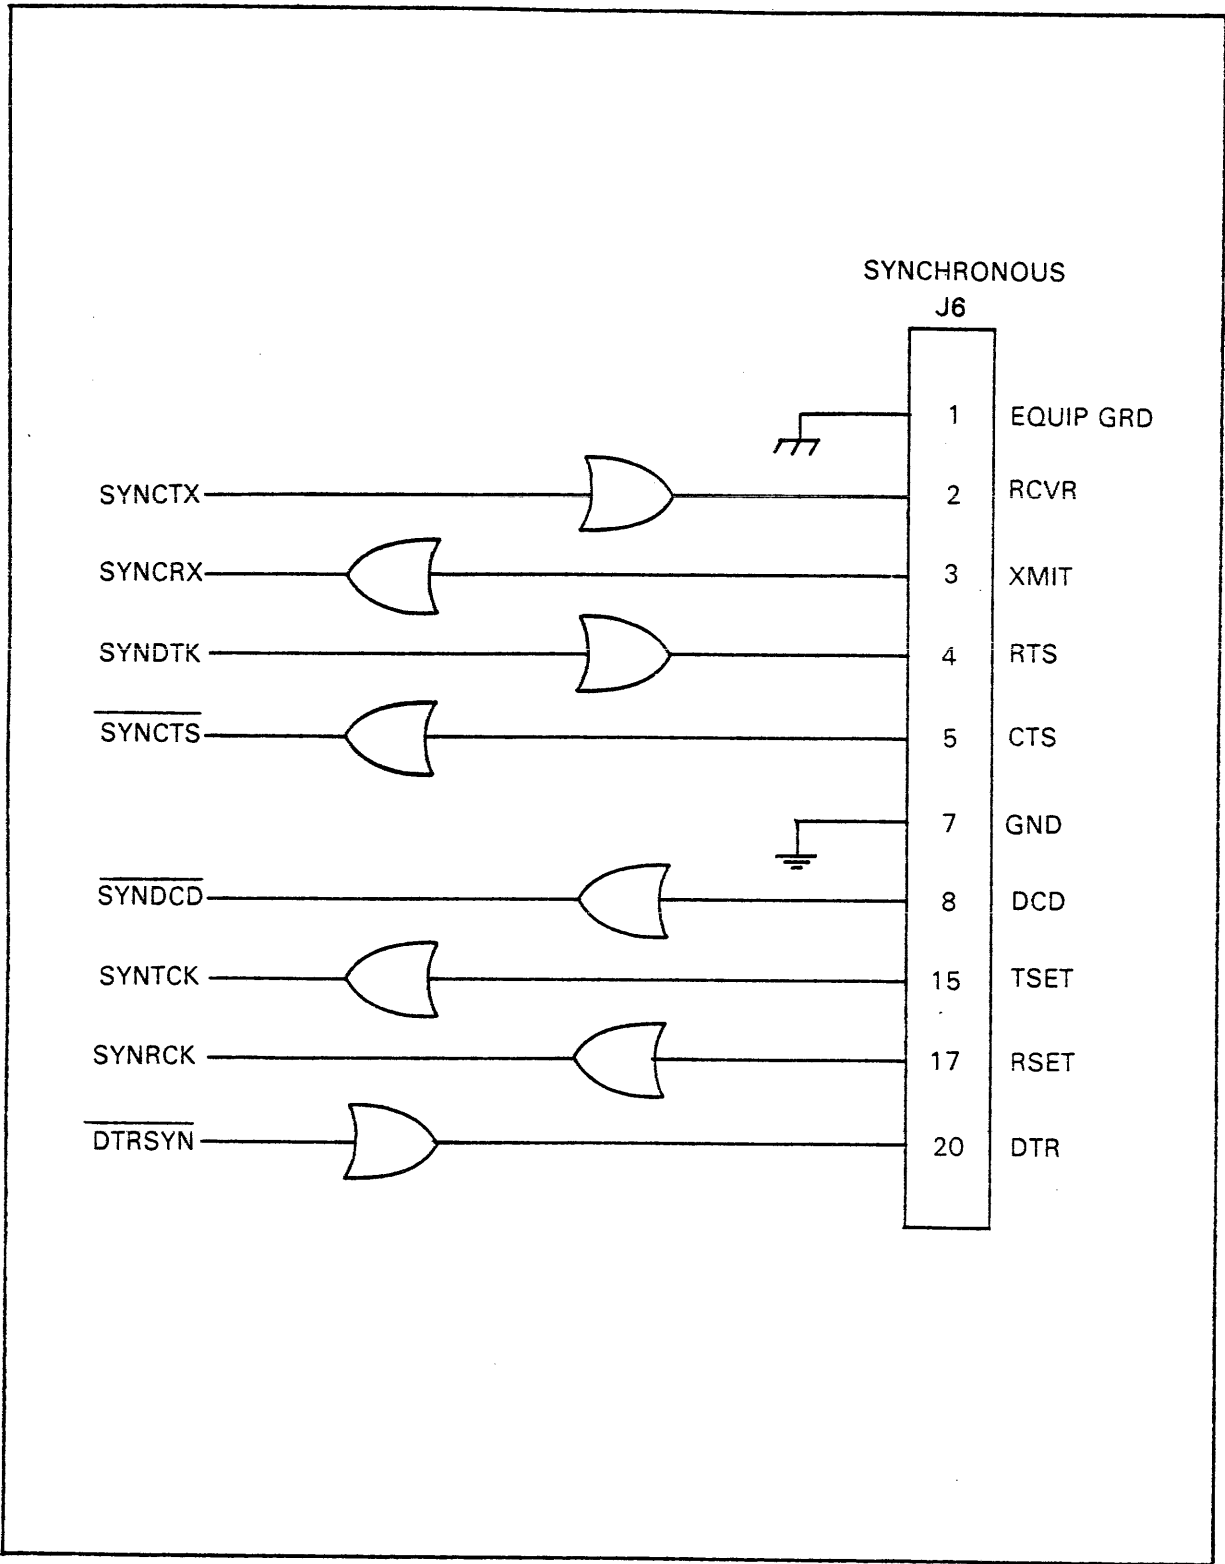 SYNCHRONOUS
J6
1 EQUIP GRD
SYNCTX 2 RCVR
SYNCRX 3 XMIT
SYNDTK 4 RTS
SYNCTS 5 CTS
7 GND
SYNDCD 8 DCD
SYNTCK 15 TSET
SYNRCK 17 RSET
DTRSYN 20 DTR